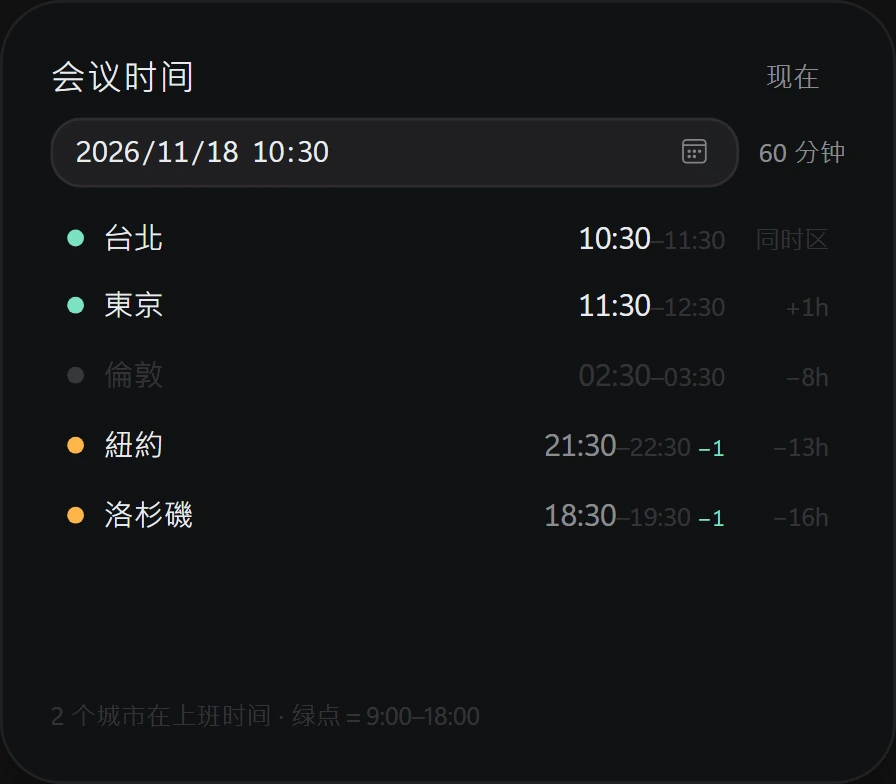 会议时间 现在
2026/11/18 10:30 60 分钟
台北 10:30–11:30 同时区
東京 11:30–12:30 +1h
倫敦 02:30–03:30 −8h
紐約 21:30–22:30 −1 −13h
洛杉磯 18:30–19:30 −1 −16h
2 个城市在上班时间 · 绿点 = 9:00–18:00